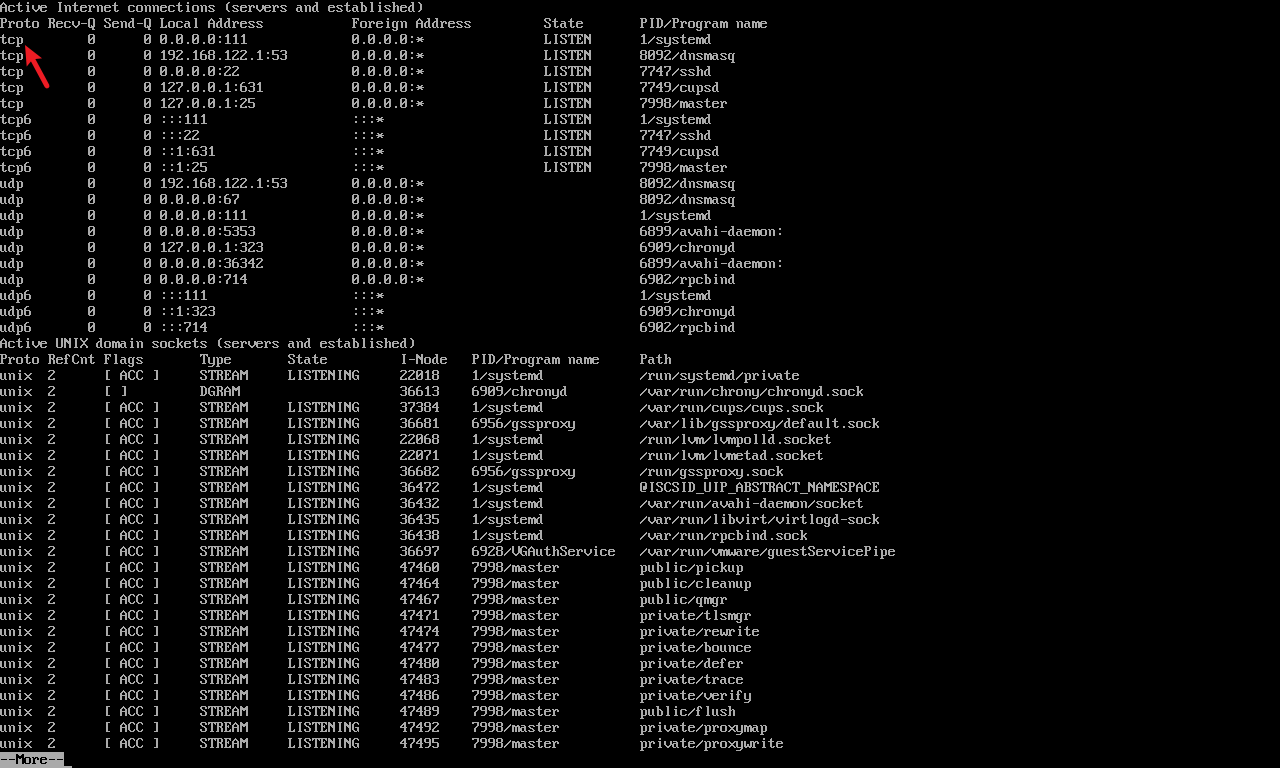 Active Internet connections (servers and established)
Proto Recv-Q Send-Q Local Address           Foreign Address         State       PID/Program name
tcp        0      0 0.0.0.0:111             0.0.0.0:*               LISTEN      1/systemd
tcp        0      0 192.168.122.1:53        0.0.0.0:*               LISTEN      8092/dnsmasq
tcp        0      0 0.0.0.0:22              0.0.0.0:*               LISTEN      7747/sshd
tcp        0      0 127.0.0.1:631           0.0.0.0:*               LISTEN      7749/cupsd
tcp        0      0 127.0.0.1:25            0.0.0.0:*               LISTEN      7998/master
tcp6       0      0 :::111                  :::*                    LISTEN      1/systemd
tcp6       0      0 :::22                   :::*                    LISTEN      7747/sshd
tcp6       0      0 ::1:631                 :::*                    LISTEN      7749/cupsd
tcp6       0      0 ::1:25                  :::*                    LISTEN      7998/master
udp        0      0 192.168.122.1:53        0.0.0.0:*                           8092/dnsmasq
udp        0      0 0.0.0.0:67              0.0.0.0:*                           8092/dnsmasq
udp        0      0 0.0.0.0:111             0.0.0.0:*                           1/systemd
udp        0      0 0.0.0.0:5353            0.0.0.0:*                           6899/avahi-daemon:
udp        0      0 127.0.0.1:323           0.0.0.0:*                           6909/chronyd
udp        0      0 0.0.0.0:36342           0.0.0.0:*                           6899/avahi-daemon:
udp        0      0 0.0.0.0:714             0.0.0.0:*                           6902/rpcbind
udp6       0      0 :::111                  :::*                                1/systemd
udp6       0      0 ::1:323                 :::*                                6909/chronyd
udp6       0      0 :::714                  :::*                                6902/rpcbind
Active UNIX domain sockets (servers and established)
Proto RefCnt Flags       Type       State         I-Node   PID/Program name     Path
unix  2      [ ACC ]     STREAM     LISTENING     22018    1/systemd            /run/systemd/private
unix  2      [ ]         DGRAM                    36613    6909/chronyd         /var/run/chrony/chronyd.sock
unix  2      [ ACC ]     STREAM     LISTENING     37384    1/systemd            /var/run/cups/cups.sock
unix  2      [ ACC ]     STREAM     LISTENING     36681    6956/gssproxy        /var/lib/gssproxy/default.sock
unix  2      [ ACC ]     STREAM     LISTENING     22068    1/systemd            /run/lvm/lvmpolld.socket
unix  2      [ ACC ]     STREAM     LISTENING     22071    1/systemd            /run/lvm/lvmetad.socket
unix  2      [ ACC ]     STREAM     LISTENING     36682    6956/gssproxy        /run/gssproxy.sock
unix  2      [ ACC ]     STREAM     LISTENING     36472    1/systemd            @ISCSID_UIP_ABSTRACT_NAMESPACE
unix  2      [ ACC ]     STREAM     LISTENING     36432    1/systemd            /var/run/avahi-daemon/socket
unix  2      [ ACC ]     STREAM     LISTENING     36435    1/systemd            /var/run/libvirt/virtlogd-sock
unix  2      [ ACC ]     STREAM     LISTENING     36438    1/systemd            /var/run/rpcbind.sock
unix  2      [ ACC ]     STREAM     LISTENING     36697    6928/VGAuthService   /var/run/vmware/guestServicePipe
unix  2      [ ACC ]     STREAM     LISTENING     47460    7998/master          public/pickup
unix  2      [ ACC ]     STREAM     LISTENING     47464    7998/master          public/cleanup
unix  2      [ ACC ]     STREAM     LISTENING     47467    7998/master          public/qmgr
unix  2      [ ACC ]     STREAM     LISTENING     47471    7998/master          private/tlsmgr
unix  2      [ ACC ]     STREAM     LISTENING     47474    7998/master          private/rewrite
unix  2      [ ACC ]     STREAM     LISTENING     47477    7998/master          private/bounce
unix  2      [ ACC ]     STREAM     LISTENING     47480    7998/master          private/defer
unix  2      [ ACC ]     STREAM     LISTENING     47483    7998/master          private/trace
unix  2      [ ACC ]     STREAM     LISTENING     47486    7998/master          private/verify
unix  2      [ ACC ]     STREAM     LISTENING     47489    7998/master          public/flush
unix  2      [ ACC ]     STREAM     LISTENING     47492    7998/master          private/proxymap
unix  2      [ ACC ]     STREAM     LISTENING     47495    7998/master          private/proxywrite
--More--